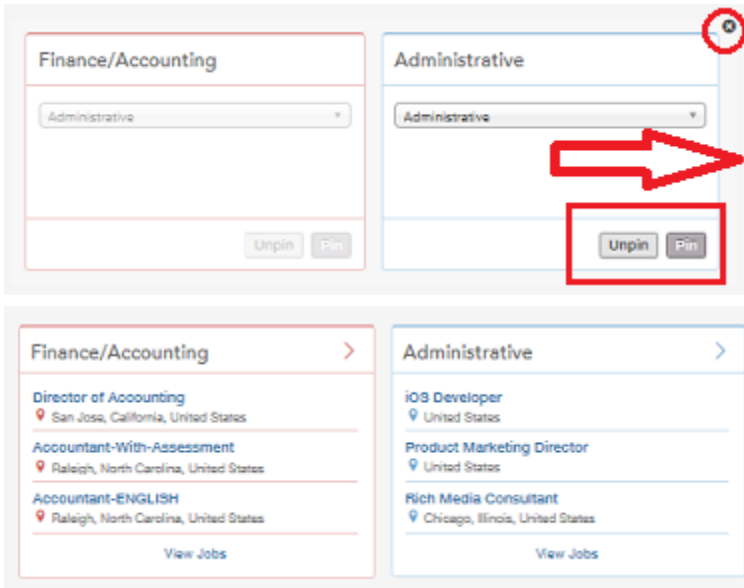 Finance/Accounting
Administrative
Administrative
Administrative
Unpin
Pin
Unpin
Pin
Finance/Accounting
Director of Accounting
San Jose, California, United States
Accountant-With-Assessment
Raleigh, North Carolina, United States
Accountant-ENGLISH
Raleigh, North Carolina, United States
View Jobs
Administrative
iOS Developer
United States
Product Marketing Director
United States
Rich Media Consultant
Chicago, Illinois, United States
View Jobs